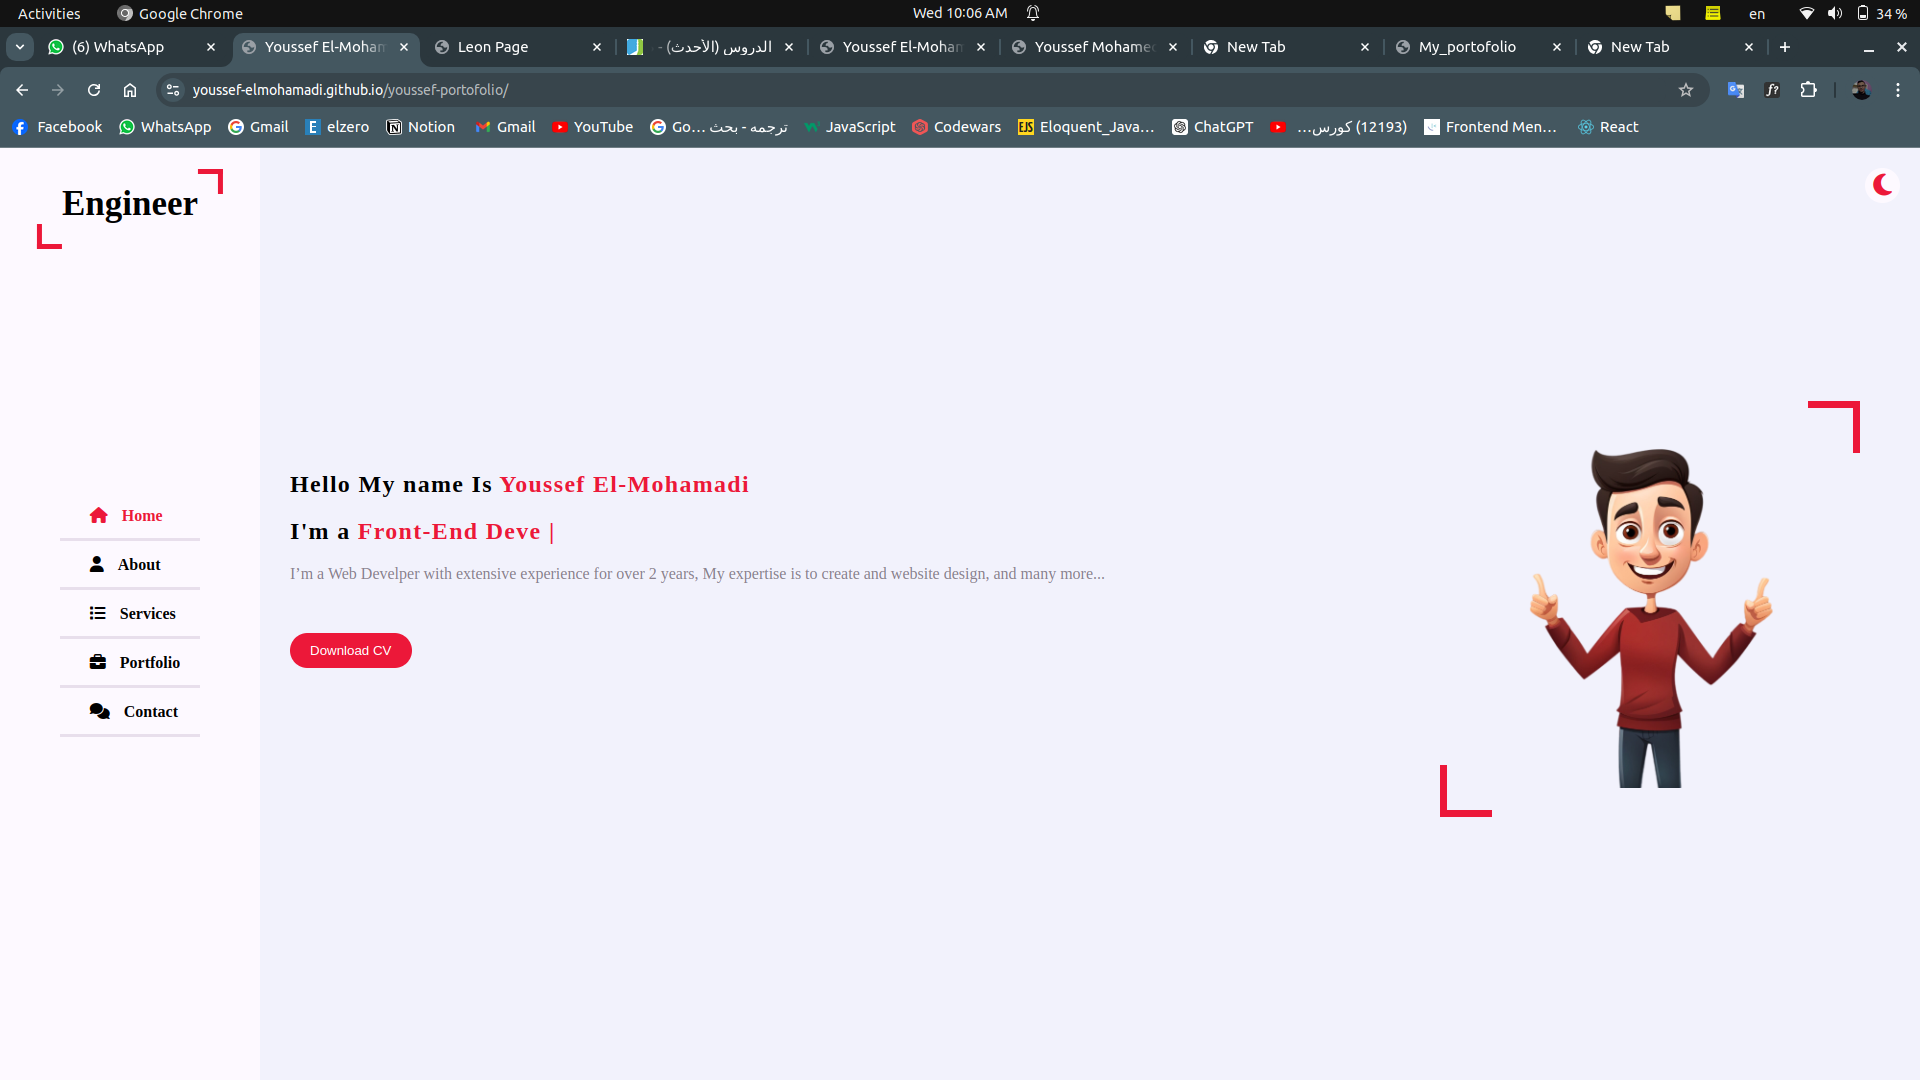 Activities Google Chrome Wed 10:06 AM en 34 %
(6) WhatsApp Youssef El-Moham Leon Page الدروس (الأحدث) - Youssef El-Moham Youssef Mohamed New Tab My_portofolio New Tab
youssef-elmohamadi.github.io/youssef-portofolio/
Facebook WhatsApp Gmail elzero Notion Gmail YouTube ترجمه - بحث Go… JavaScript Codewars Eloquent_Java… ChatGPT (12193) كورس… Frontend Men… React
Engineer
Home
About
Services
Portfolio
Contact
Hello My name Is Youssef El-Mohamadi
I'm a Front-End Deve |
I’m a Web Develper with extensive experience for over 2 years, My expertise is to create and website design, and many more...
Download CV